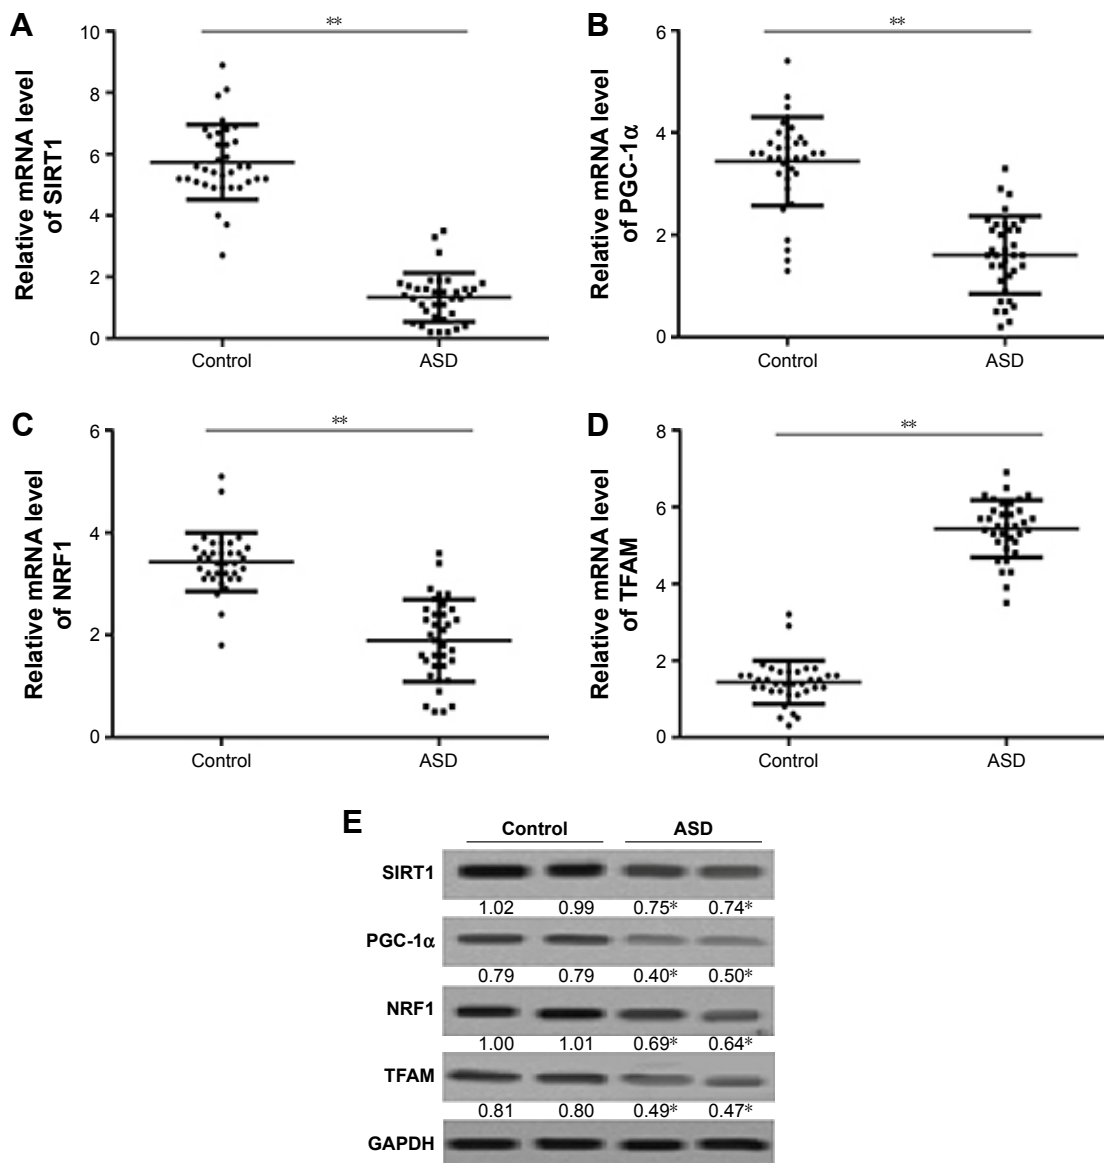 A
**
Relative mRNA level
of SIRT1
10
8
6
4
2
0
Control ASD
B
**
Relative mRNA level
of PGC-1α
6
4
2
0
Control ASD
C
**
Relative mRNA level
of NRF1
6
4
2
0
Control ASD
D
**
Relative mRNA level
of TFAM
8
6
4
2
0
Control ASD
E
Control ASD
SIRT1
1.02 0.99 0.75* 0.74*
PGC-1α
0.79 0.79 0.40* 0.50*
NRF1
1.00 1.01 0.69* 0.64*
TFAM
0.81 0.80 0.49* 0.47*
GAPDH